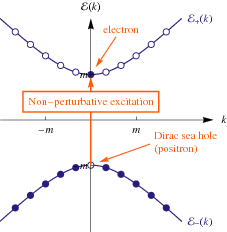 ℰ(k)
ℰ₊(k)
electron
m
Non−perturbative excitation
k
−m
m
m
Dirac sea hole
(positron)
ℰ₋(k)